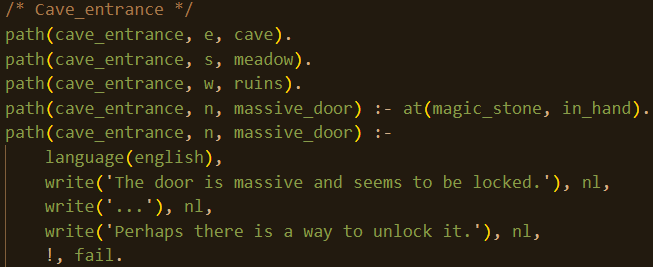 /* Cave_entrance */
path(cave_entrance, e, cave).
path(cave_entrance, s, meadow).
path(cave_entrance, w, ruins).
path(cave_entrance, n, massive_door) :- at(magic_stone, in_hand).
path(cave_entrance, n, massive_door) :-
    language(english),
    write('The door is massive and seems to be locked.'), nl,
    write('...'), nl,
    write('Perhaps there is a way to unlock it.'), nl,
    !, fail.